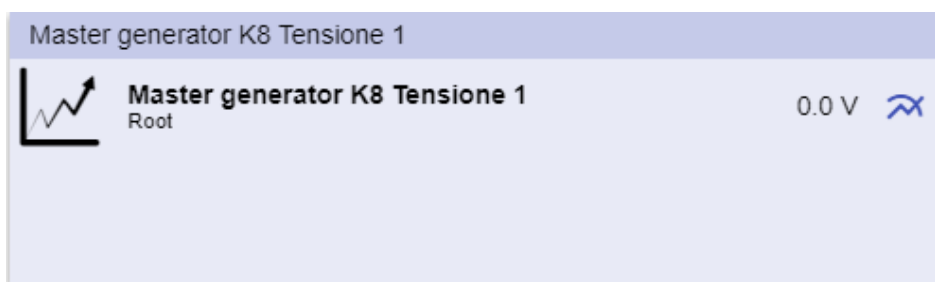 Master generator K8 Tensione 1
Master generator K8 Tensione 1
0.0 V
Root